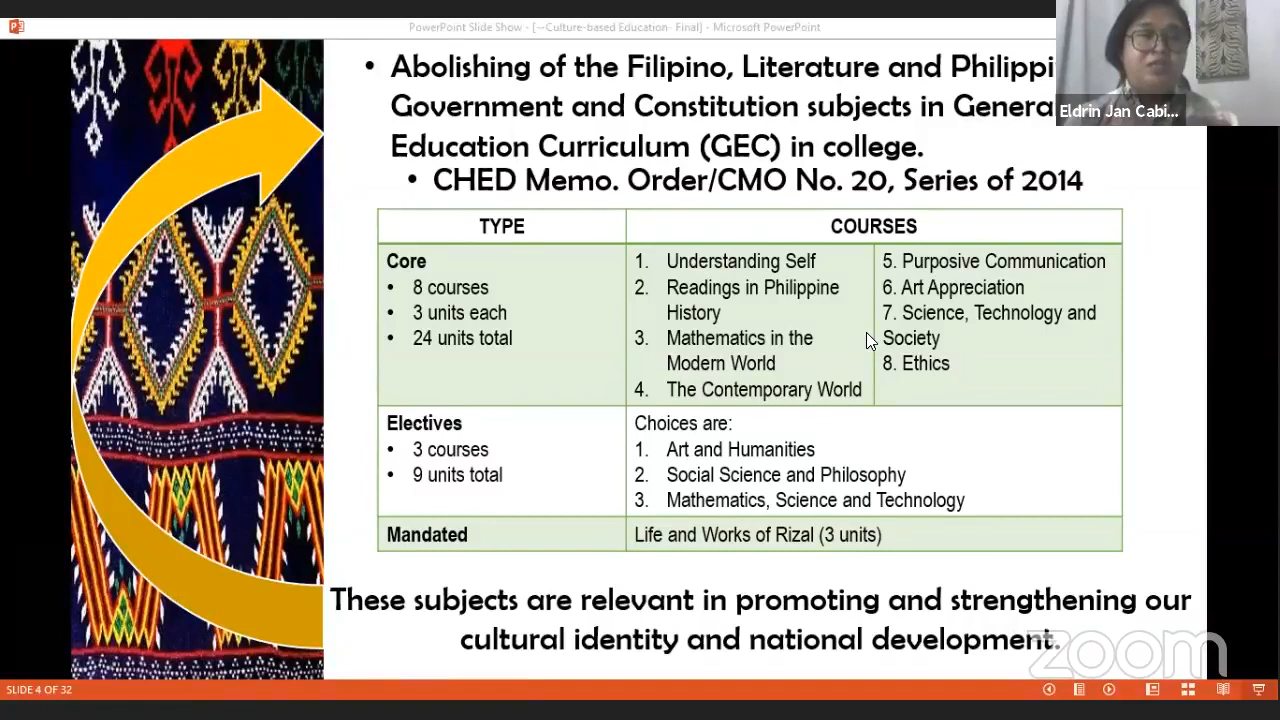 PowerPoint Slide Show - [--Culture-based Education- Final] - Microsoft PowerPoint
Eldrin Jan Cabi...
• Abolishing of the Filipino, Literature and Philippi
Government and Constitution subjects in Genera
Education Curriculum (GEC) in college.
• CHED Memo. Order/CMO No. 20, Series of 2014
TYPE
COURSES
Core
• 8 courses
• 3 units each
• 24 units total
1. Understanding Self
2. Readings in Philippine
History
3. Mathematics in the
Modern World
4. The Contemporary World
5. Purposive Communication
6. Art Appreciation
7. Science, Technology and
Society
8. Ethics
Electives
• 3 courses
• 9 units total
Choices are:
1. Art and Humanities
2. Social Science and Philosophy
3. Mathematics, Science and Technology
Mandated
Life and Works of Rizal (3 units)
These subjects are relevant in promoting and strengthening our
cultural identity and national development.
zoom
SLIDE 4 OF 32